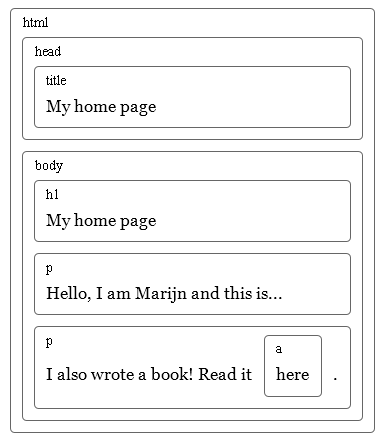 html
head
title
My home page
body
h1
My home page
p
Hello, I am Marijn and this is...
p
a
I also wrote a book! Read it here .